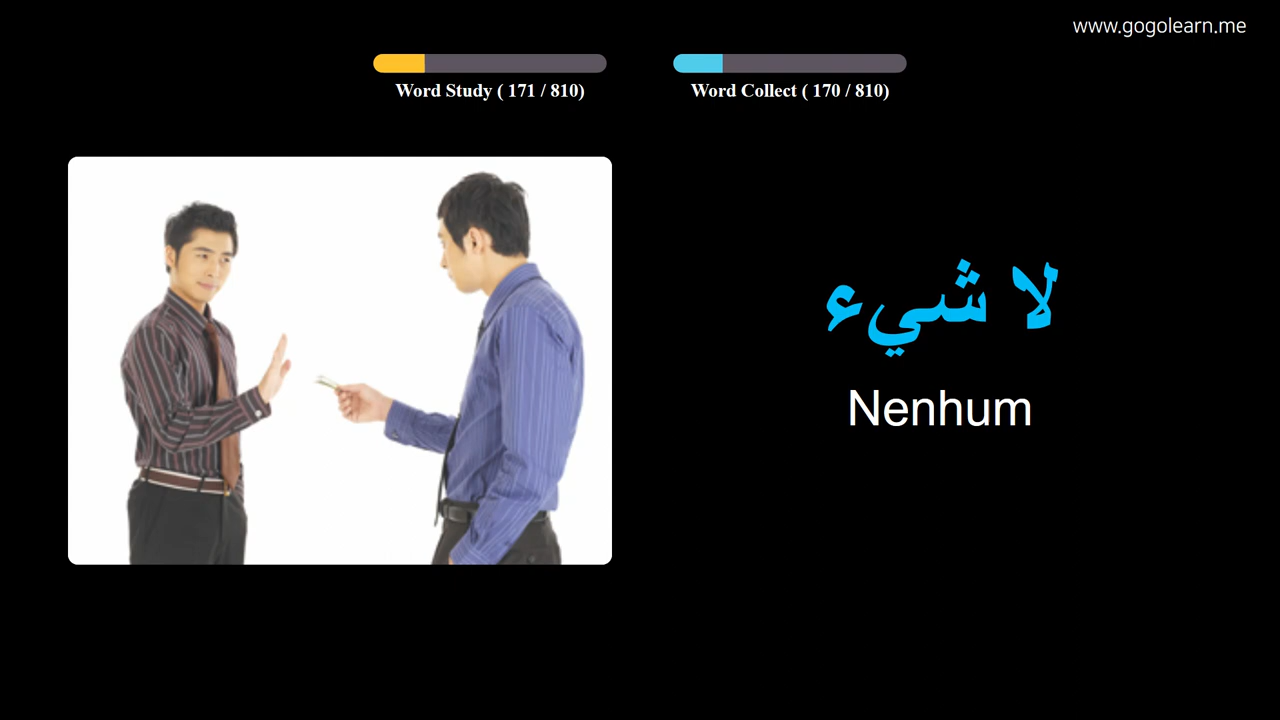 www.gogolearn.me
Word Study ( 171 / 810)
Word Collect ( 170 / 810)
لا شيء
Nenhum